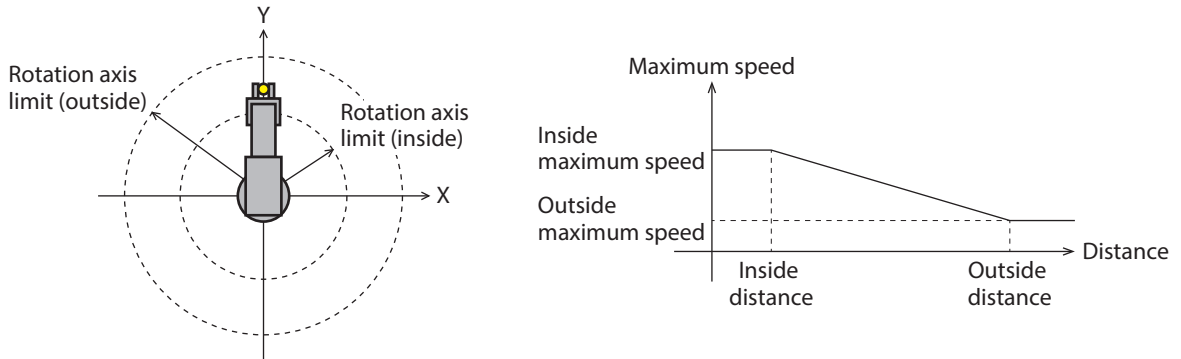 Y
Rotation axis
limit (outside)
Rotation axis
limit (inside)
X
Maximum speed
Inside
maximum speed
Outside
maximum speed
Distance
Inside
distance
Outside
distance